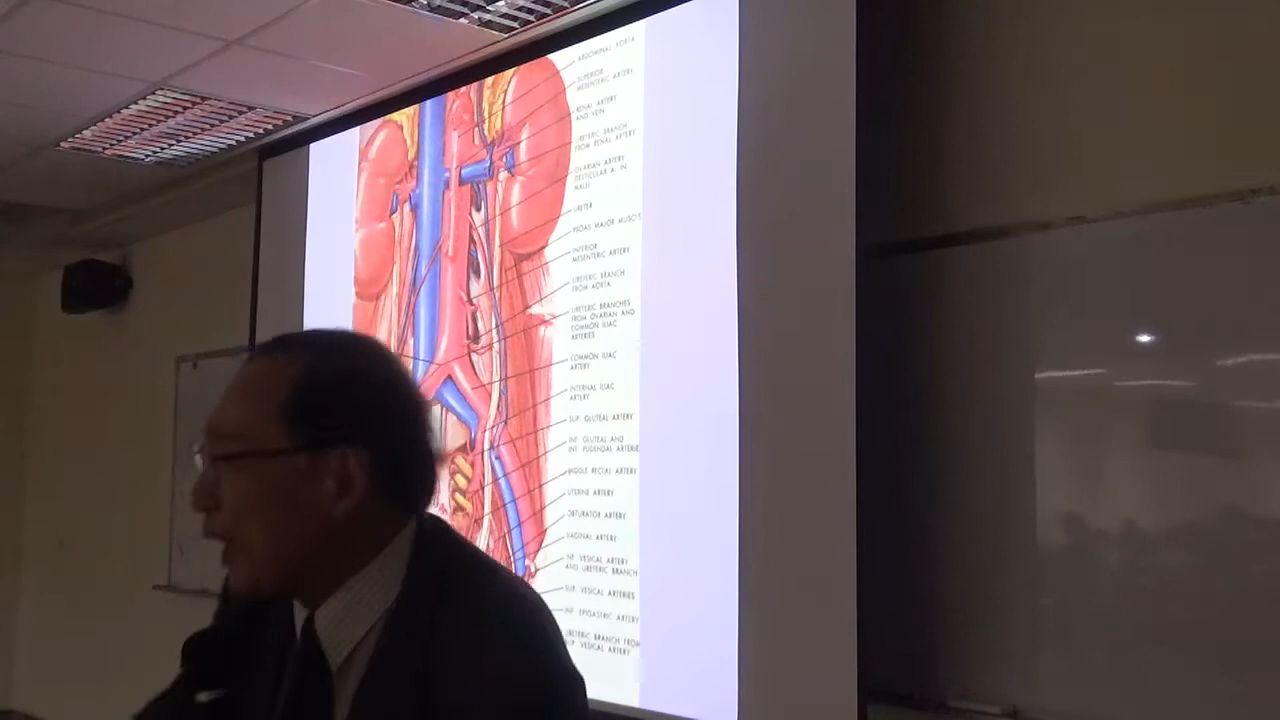 ABDOMINAL AORTA
SUPERIOR
MESENTERIC ARTERY
RENAL ARTERY
AND VEIN
URETERIC BRANCH
FROM RENAL ARTERY
OVARIAN ARTERY
(TESTICULAR A. IN
MALE)
URETER
PSOAS MAJOR MUSCLE
INFERIOR
MESENTERIC ARTERY
URETERIC BRANCH
FROM AORTA
URETERIC BRANCHES
FROM OVARIAN AND
COMMON ILIAC
ARTERIES
COMMON ILIAC
ARTERY
INTERNAL ILIAC
ARTERY
SUP. GLUTEAL ARTERY
INF. GLUTEAL AND
INT. PUDENDAL ARTERIES
MIDDLE RECTAL ARTERY
UTERINE ARTERY
OBTURATOR ARTERY
VAGINAL ARTERY
INF. VESICAL ARTERY
AND URETERIC BRANCH
SUP. VESICAL ARTERIES
INF. EPIGASTRIC ARTERY
URETERIC BRANCH FROM
SUP. VESICAL ARTERY